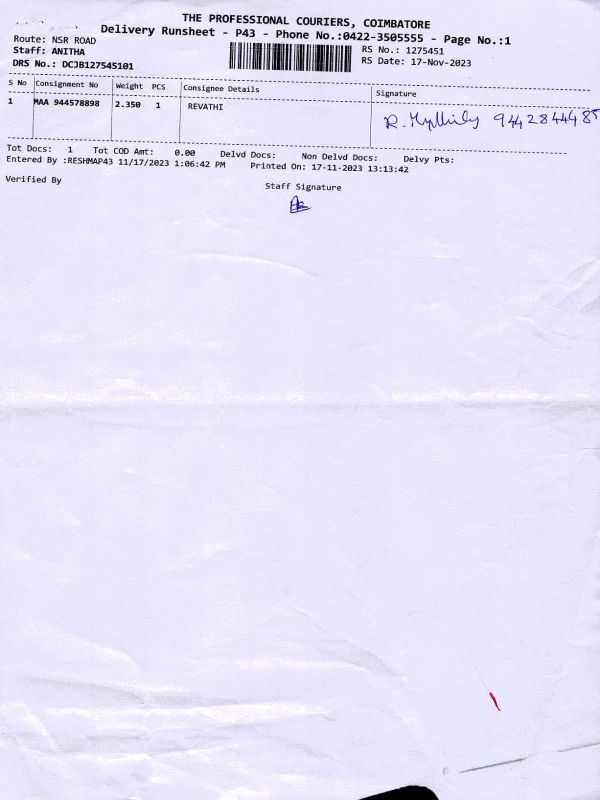 THE PROFESSIONAL COURIERS, COIMBATORE
Delivery Runsheet - P43 - Phone No.:0422-3505555 - Page No.:1
Route: NSR ROAD RS No.: 1275451
Staff: ANITHA RS Date: 17-Nov-2023
DRS No.: DCJB127545101
S No Consignment No Weight PCS Consignee Details Signature
1 MAA 944578898 2.350 1 REVATHI R. 9442844485
Tot Docs: 1 Tot COD Amt: 0.00 Delvd Docs: Non Delvd Docs: Delvy Pts:
Entered By :RESHMAP43 11/17/2023 1:06:42 PM Printed On: 17-11-2023 13:13:42
Verified By Staff Signature